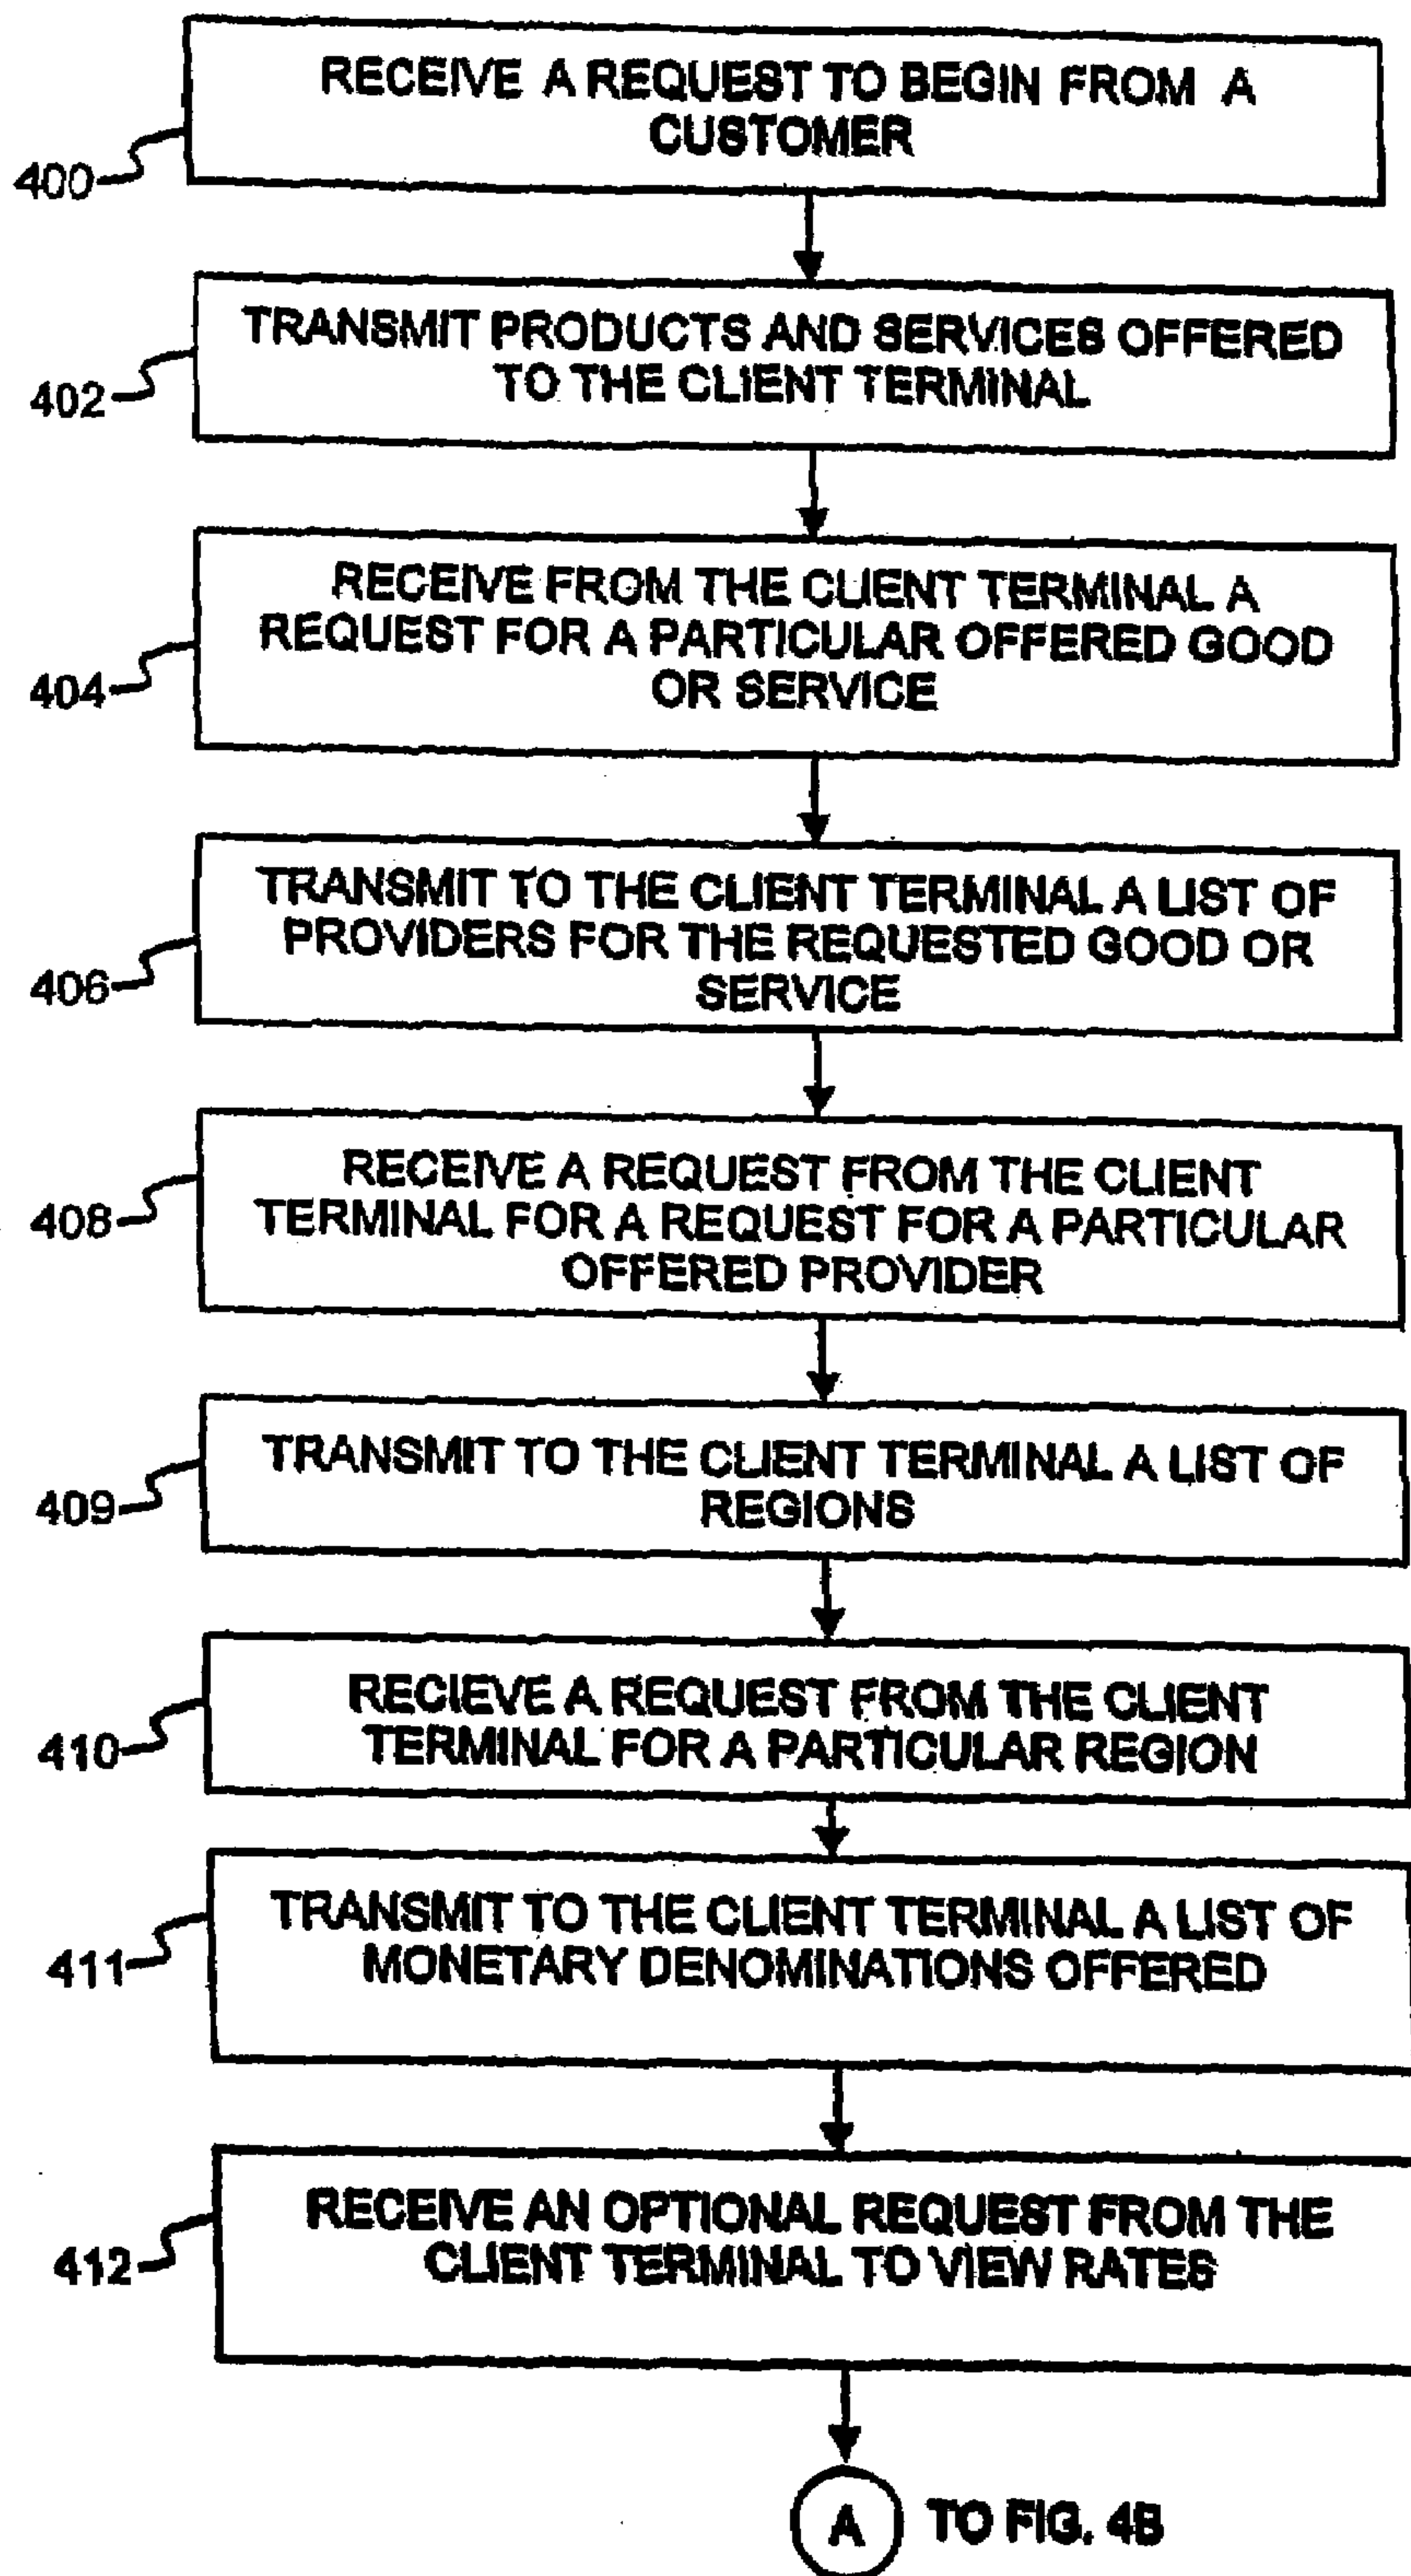 RECEIVE A REQUEST TO BEGIN FROM A
CUSTOMER
400
TRANSMIT PRODUCTS AND SERVICES OFFERED
TO THE CLIENT TERMINAL
402
RECEIVE FROM THE CLIENT TERMINAL A
REQUEST FOR A PARTICULAR OFFERED GOOD
OR SERVICE
404
TRANSMIT TO THE CLIENT TERMINAL A LIST OF
PROVIDERS FOR THE REQUESTED GOOD OR
SERVICE
406
RECEIVE A REQUEST FROM THE CLIENT
TERMINAL FOR A REQUEST FOR A PARTICULAR
OFFERED PROVIDER
408
TRANSMIT TO THE CLIENT TERMINAL A LIST OF
REGIONS
409
RECIEVE A REQUEST FROM THE CLIENT
TERMINAL FOR A PARTICULAR REGION
410
TRANSMIT TO THE CLIENT TERMINAL A LIST OF
MONETARY DENOMINATIONS OFFERED
411
RECEIVE AN OPTIONAL REQUEST FROM THE
CLIENT TERMINAL TO VIEW RATES
412
A TO FIG. 4B